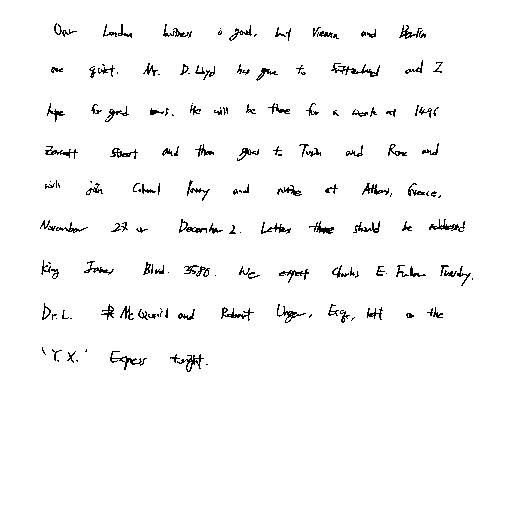 Our London business is good, but Vienna and Berlin
are quiet. Mr. D. Lloyd has gone to Switzerland and I
hope for good news. He will be there for a week at 1496
Zermott Street and then goes to Turin and Rome and
will join Colonel Parry and arrive at Athens, Greece,
November 27 or December 2. Letters there should be addressed
King James Blvd. 3580. We expect Charles E. Fuller Tuesday.
Dr. L. McQuaid and Robert Unger, Esq., left on the
'Y. X.' Express tonight.